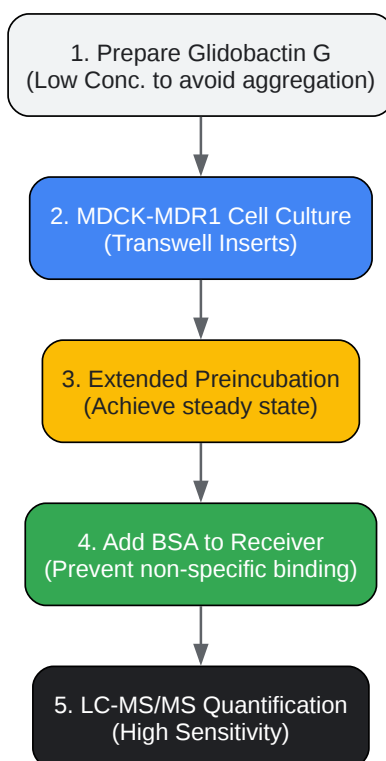 1. Prepare Glidobactin G
(Low Conc. to avoid aggregation)
2. MDCK-MDR1 Cell Culture
(Transwell Inserts)
3. Extended Preincubation
(Achieve steady state)
4. Add BSA to Receiver
(Prevent non-specific binding)
5. LC-MS/MS Quantification
(High Sensitivity)